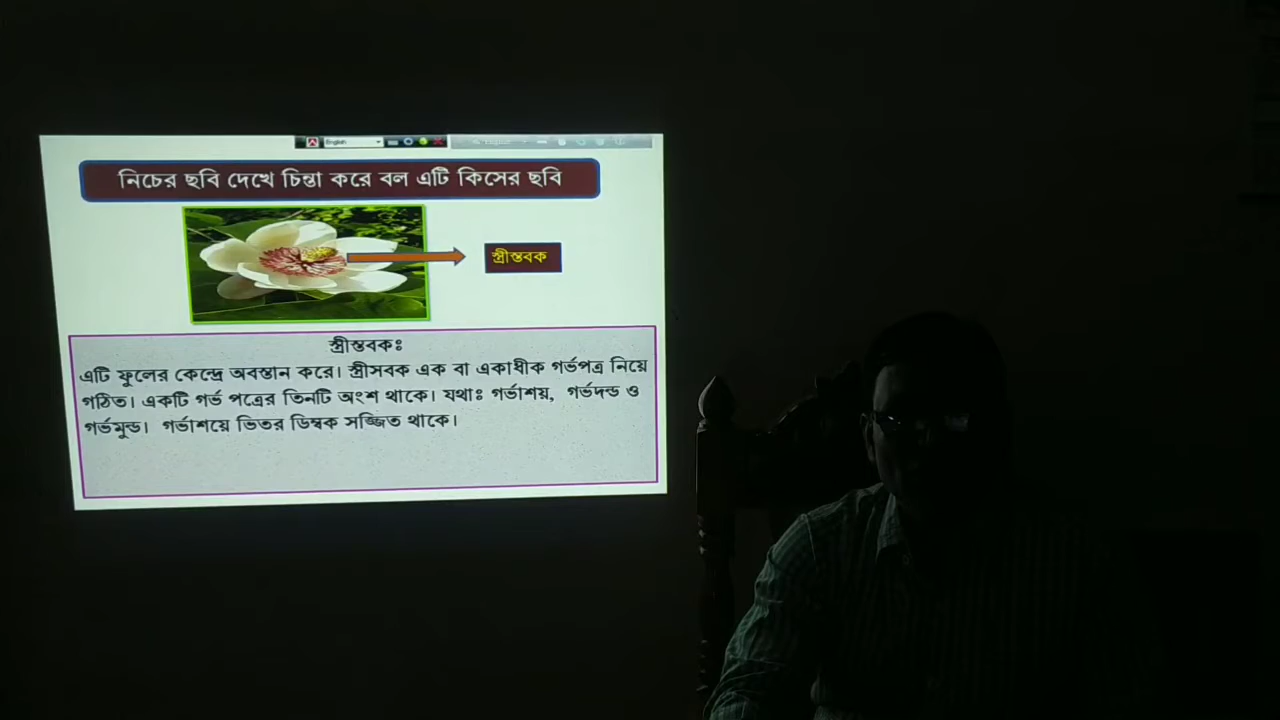 English
নিচের ছবি দেখে চিন্তা করে বল এটি কিসের ছবি
স্ত্রীস্তবক
স্ত্রীস্তবকঃ
এটি ফুলের কেন্দ্রে অবস্তান করে। স্ত্রীসবক এক বা একাধীক গর্ভপত্র নিয়ে
গঠিত। একটি গর্ভ পত্রের তিনটি অংশ থাকে। যথাঃ গর্ভাশয়, গর্ভদন্ড ও
গর্ভমুন্ড। গর্ভাশয়ে ভিতর ডিম্বক সজ্জিত থাকে।